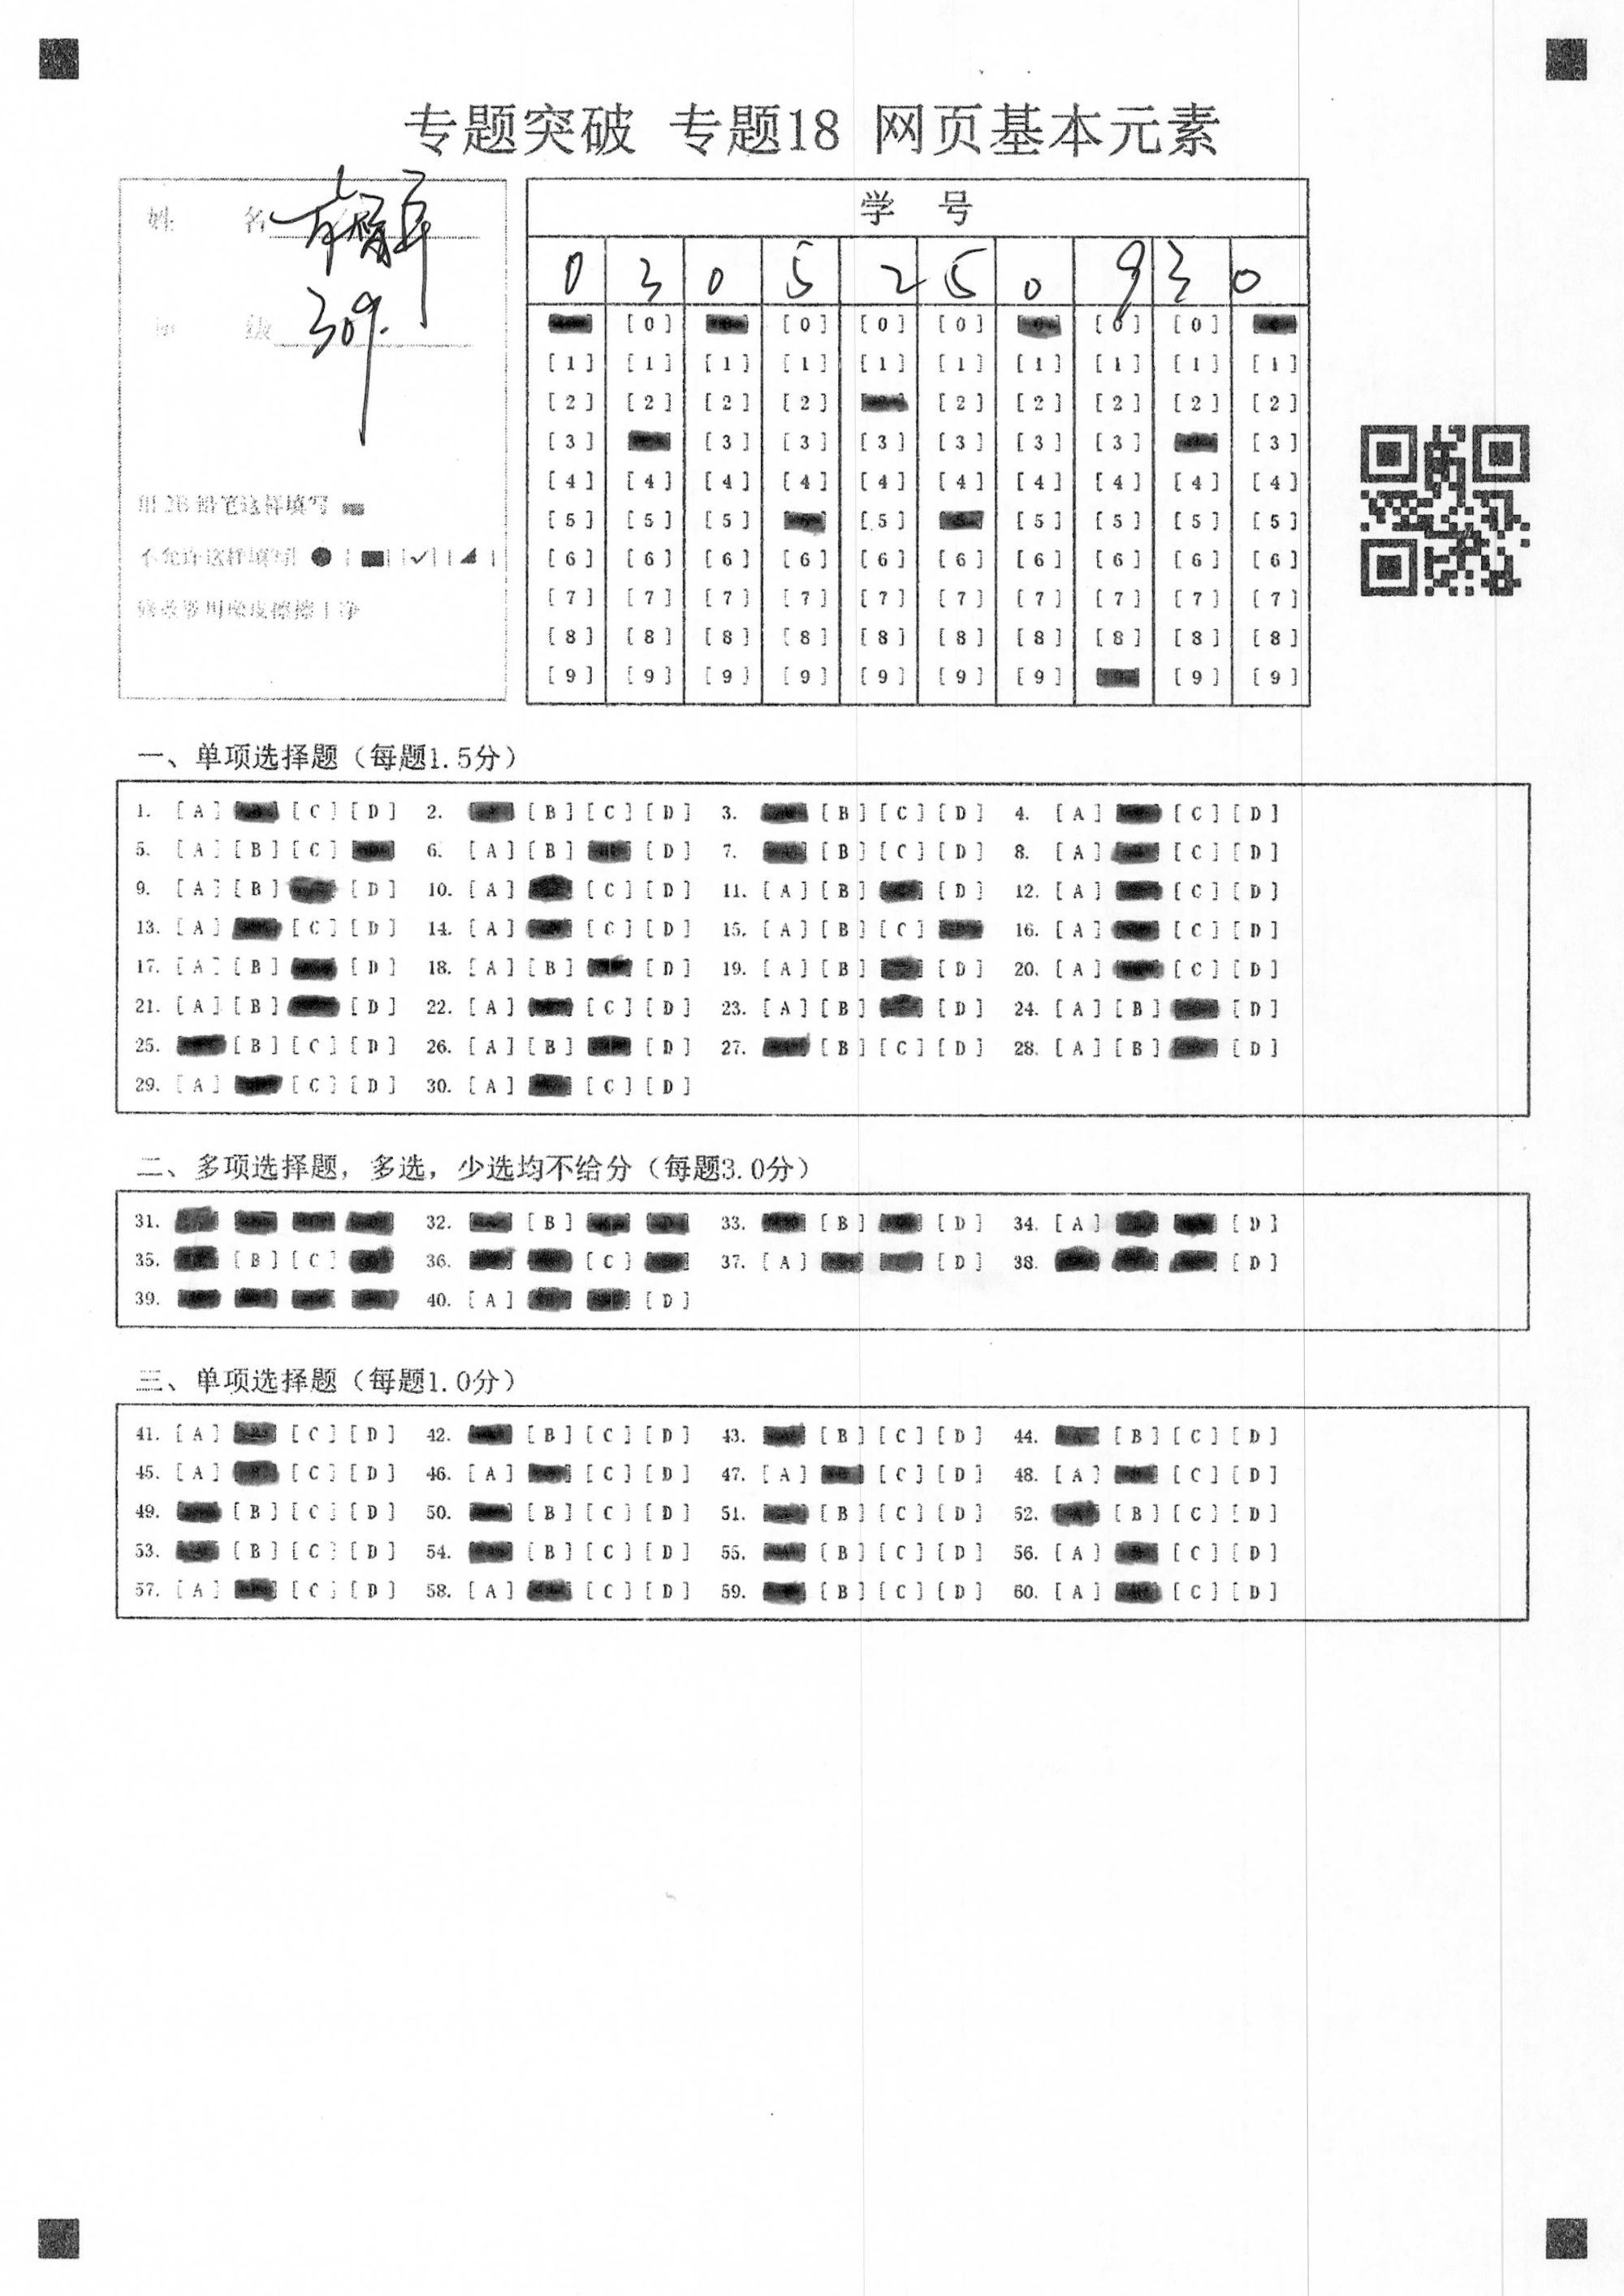 专题突破 专题18 网页基本元素
姓 名
班 级 309.
用2B铅笔这样填写
不允许这样填写
修改要用橡皮擦擦干净
学 号
0 3 0 5 2 5 0 9 3 0
[0] [0] [0] [0] [0] [0]
[1] [1] [1] [1] [1] [1] [1] [1] [1] [1]
[2] [2] [2] [2] [2] [2] [2] [2] [2]
[3] [3] [3] [3] [3] [3] [3] [3]
[4] [4] [4] [4] [4] [4] [4] [4] [4] [4]
[5] [5] [5] [5] [5] [5] [5] [5]
[6] [6] [6] [6] [6] [6] [6] [6] [6] [6]
[7] [7] [7] [7] [7] [7] [7] [7] [7] [7]
[8] [8] [8] [8] [8] [8] [8] [8] [8] [8]
[9] [9] [9] [9] [9] [9] [9] [9] [9]
一、单项选择题（每题1.5分）
1. [A] [C] [D] 2. [B] [C] [D] 3. [B] [C] [D] 4. [A] [C] [D]
5. [A] [B] [C] 6. [A] [B] [D] 7. [B] [C] [D] 8. [A] [C] [D]
9. [A] [B] [D] 10. [A] [C] [D] 11. [A] [B] [D] 12. [A] [C] [D]
13. [A] [C] [D] 14. [A] [C] [D] 15. [A] [B] [C] 16. [A] [C] [D]
17. [A] [B] [D] 18. [A] [B] [D] 19. [A] [B] [D] 20. [A] [C] [D]
21. [A] [B] [D] 22. [A] [C] [D] 23. [A] [B] [D] 24. [A] [B] [D]
25. [B] [C] [D] 26. [A] [B] [D] 27. [B] [C] [D] 28. [A] [B] [D]
29. [A] [C] [D] 30. [A] [C] [D]
二、多项选择题，多选，少选均不给分（每题3.0分）
31. 32. [B] 33. [B] [D] 34. [A] [D]
35. [B] [C] 36. [C] 37. [A] [D] 38. [D]
39. 40. [A] [D]
三、单项选择题（每题1.0分）
41. [A] [C] [D] 42. [B] [C] [D] 43. [B] [C] [D] 44. [B] [C] [D]
45. [A] [C] [D] 46. [A] [C] [D] 47. [A] [C] [D] 48. [A] [C] [D]
49. [B] [C] [D] 50. [B] [C] [D] 51. [B] [C] [D] 52. [B] [C] [D]
53. [B] [C] [D] 54. [B] [C] [D] 55. [B] [C] [D] 56. [A] [C] [D]
57. [A] [C] [D] 58. [A] [C] [D] 59. [B] [C] [D] 60. [A] [C] [D]